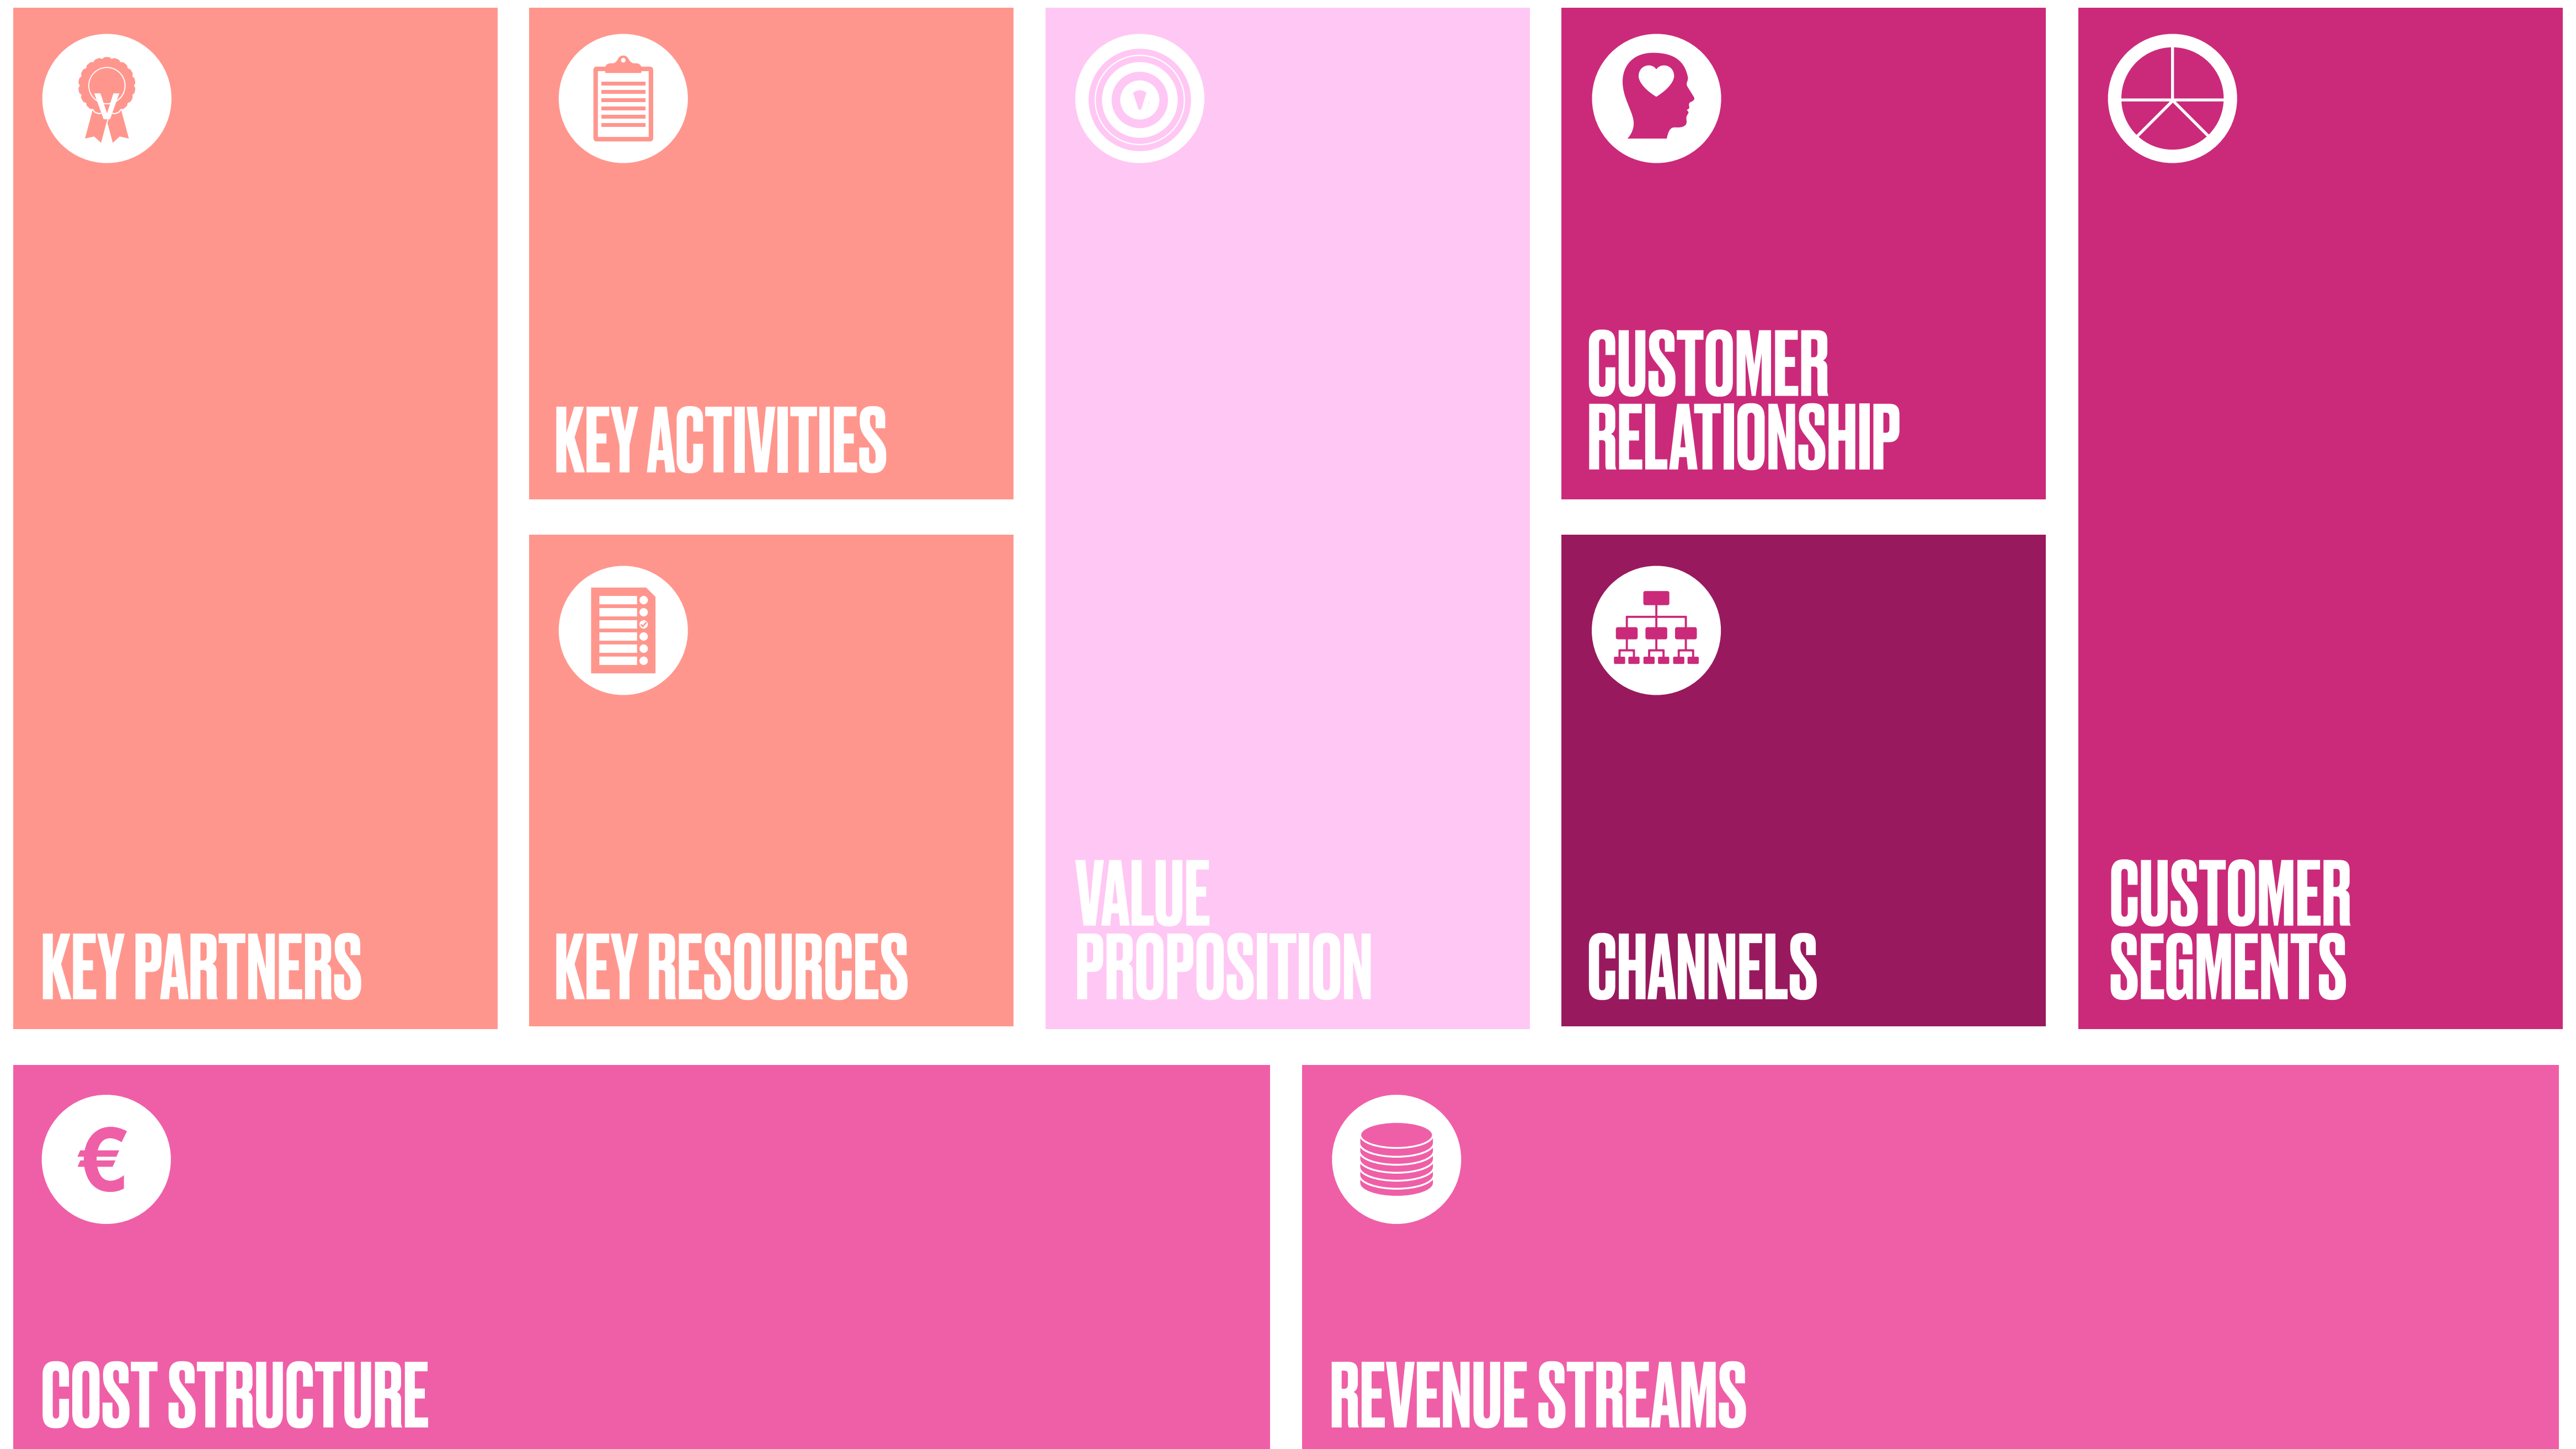 KEY PARTNERS
KEY ACTIVITIES
KEY RESOURCES
VALUE
PROPOSITION
CUSTOMER
RELATIONSHIP
CHANNELS
CUSTOMER
SEGMENTS
€
COST STRUCTURE
REVENUE STREAMS